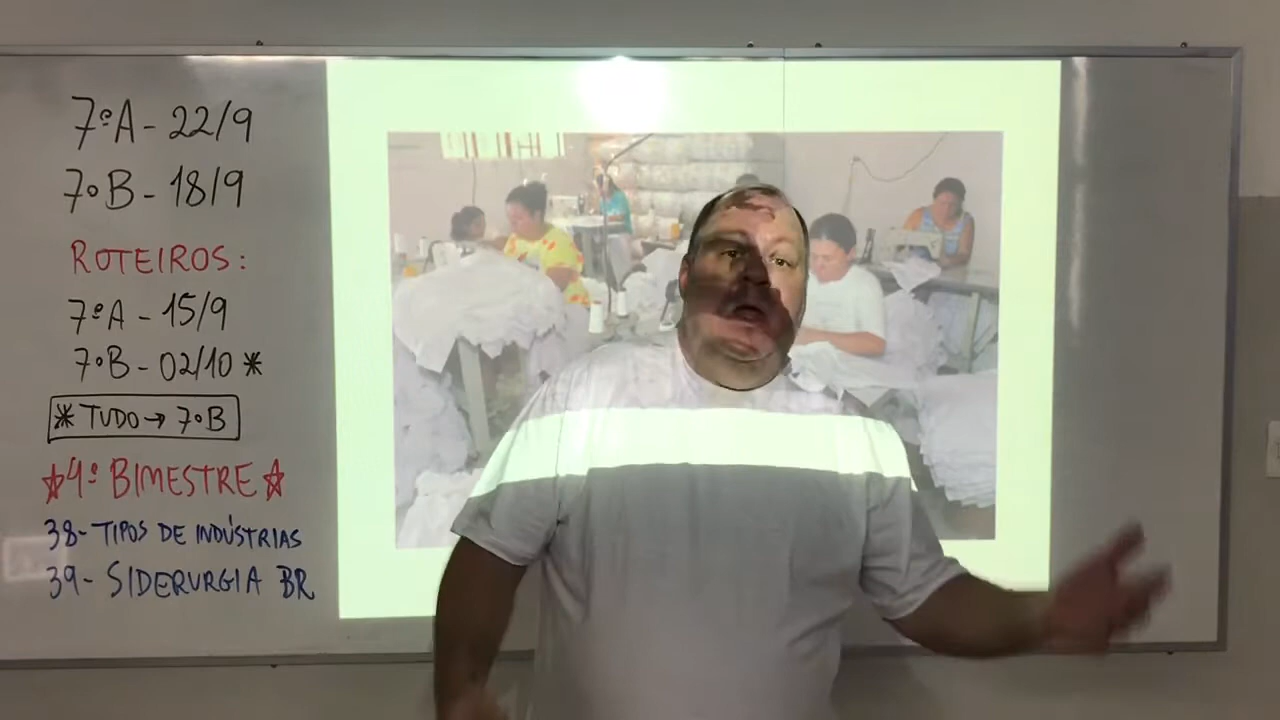 7ºA - 22/9
7ºB - 18/9
ROTEIROS:
7ºA - 15/9
7ºB - 02/10 *
* TUDO → 7ºB
☆4º BIMESTRE☆
38- TIPOS DE INDÚSTRIAS
39- SIDERURGIA BR